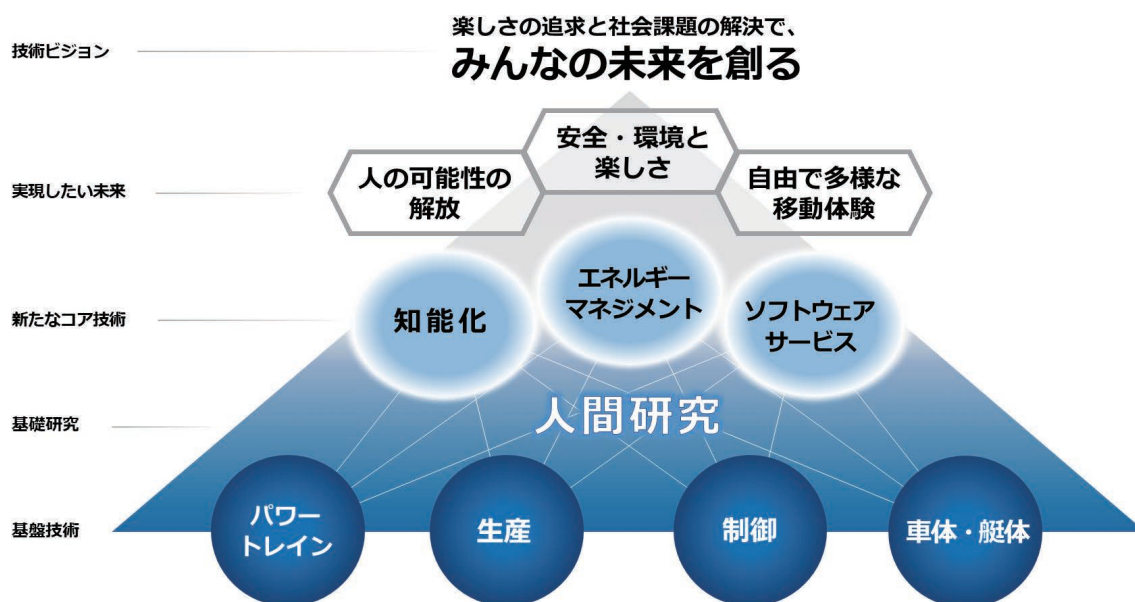 技術ビジョン
楽しさの追求と社会課題の解決で、
みんなの未来を創る
実現したい未来
人の可能性の
解放
安全・環境と
楽しさ
自由で多様な
移動体験
新たなコア技術
知能化
エネルギー
マネジメント
ソフトウェア
サービス
基礎研究
人間研究
基盤技術
パワー
トレイン
生産
制御
車体・艇体